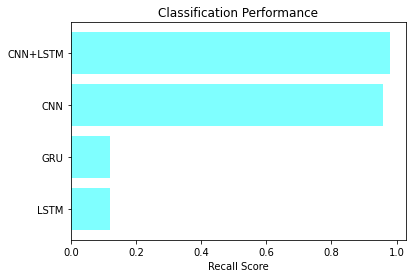 Classification Performance
CNN+LSTM
CNN
GRU
LSTM
0.0 0.2 0.4 0.6 0.8 1.0
Recall Score